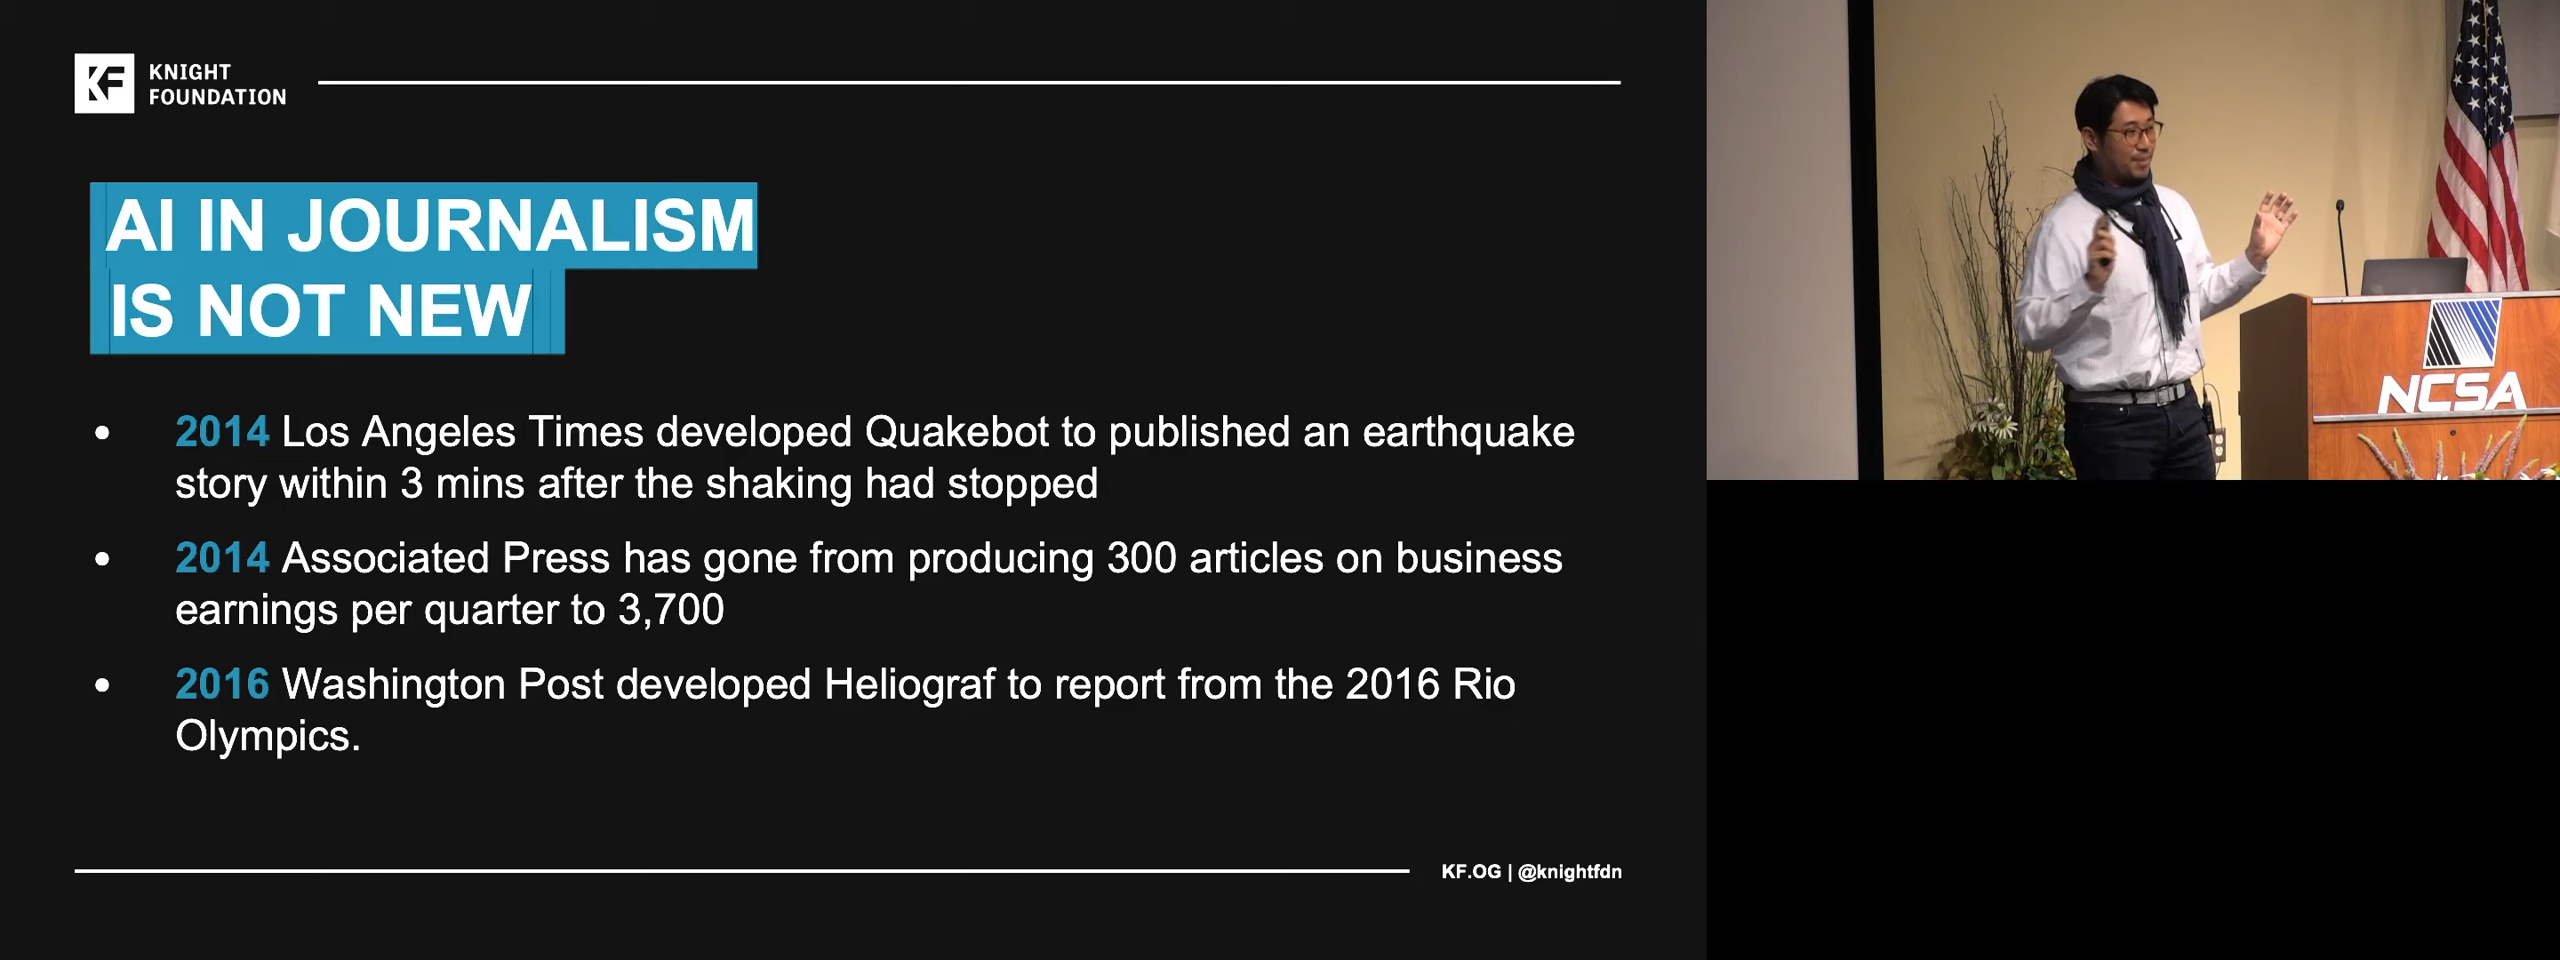 KF
KNIGHT
FOUNDATION
AI IN JOURNALISM
IS NOT NEW
• 2014 Los Angeles Times developed Quakebot to published an earthquake
story within 3 mins after the shaking had stopped
• 2014 Associated Press has gone from producing 300 articles on business
earnings per quarter to 3,700
• 2016 Washington Post developed Heliograf to report from the 2016 Rio
Olympics.
KF.OG | @knightfdn
NCSA